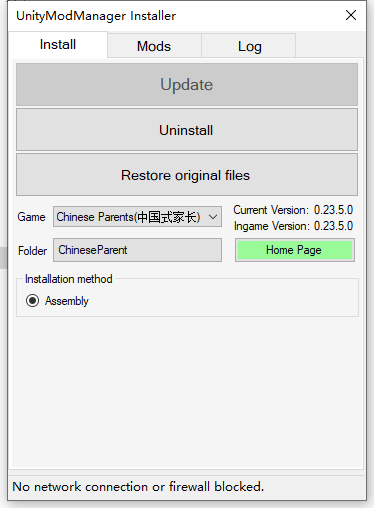 UnityModManager Installer
Install
Mods
Log
Update
Uninstall
Restore original files
Game
Chinese Parents(中国式家长)
Current Version: 0.23.5.0
Ingame Version: 0.23.5.0
Folder
ChineseParent
Home Page
Installation method
Assembly
No network connection or firewall blocked.